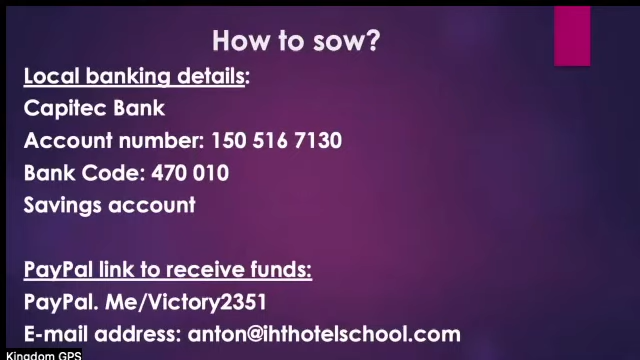 How to sow?
Local banking details:
Capitec Bank
Account number: 150 516 7130
Bank Code: 470 010
Savings account
PayPal link to receive funds:
PayPal. Me/Victory2351
E-mail address: anton@ihthotelschool.com
Kingdom GPS